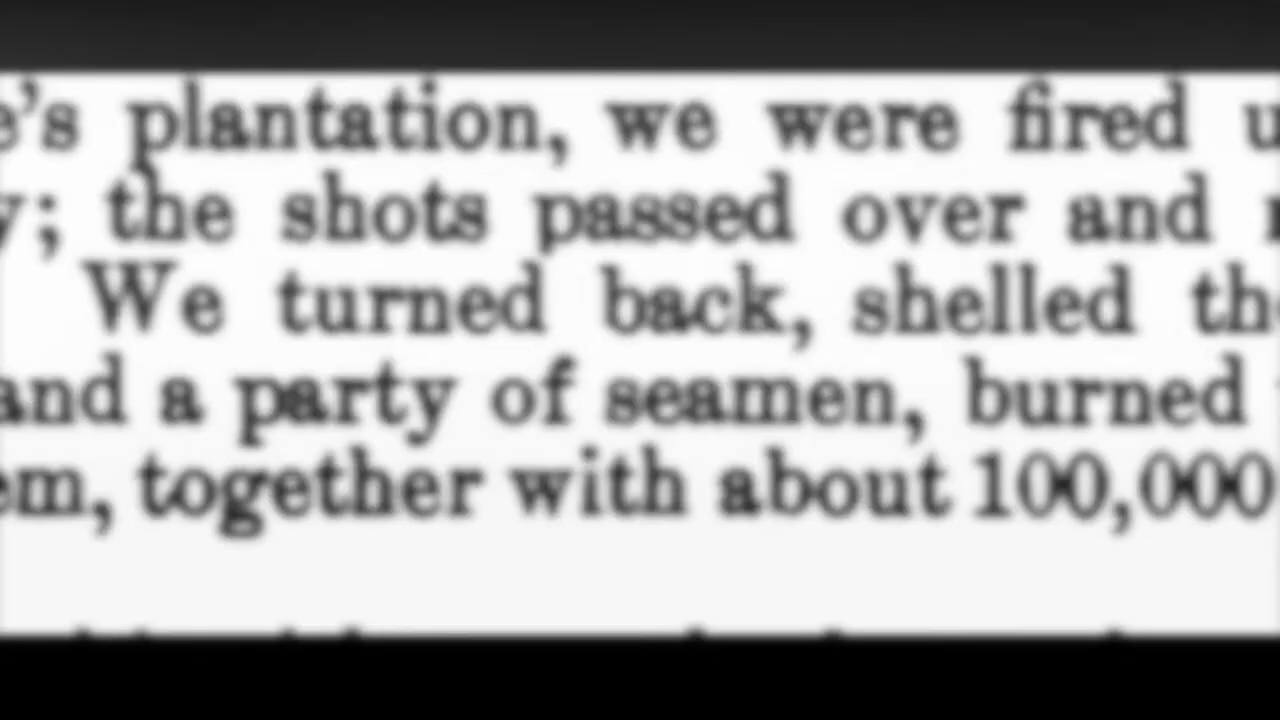 e's plantation, we were fired u
y; the shots passed over and
We turned back, shelled the
and a party of seamen, burned
em, together with about 100,000